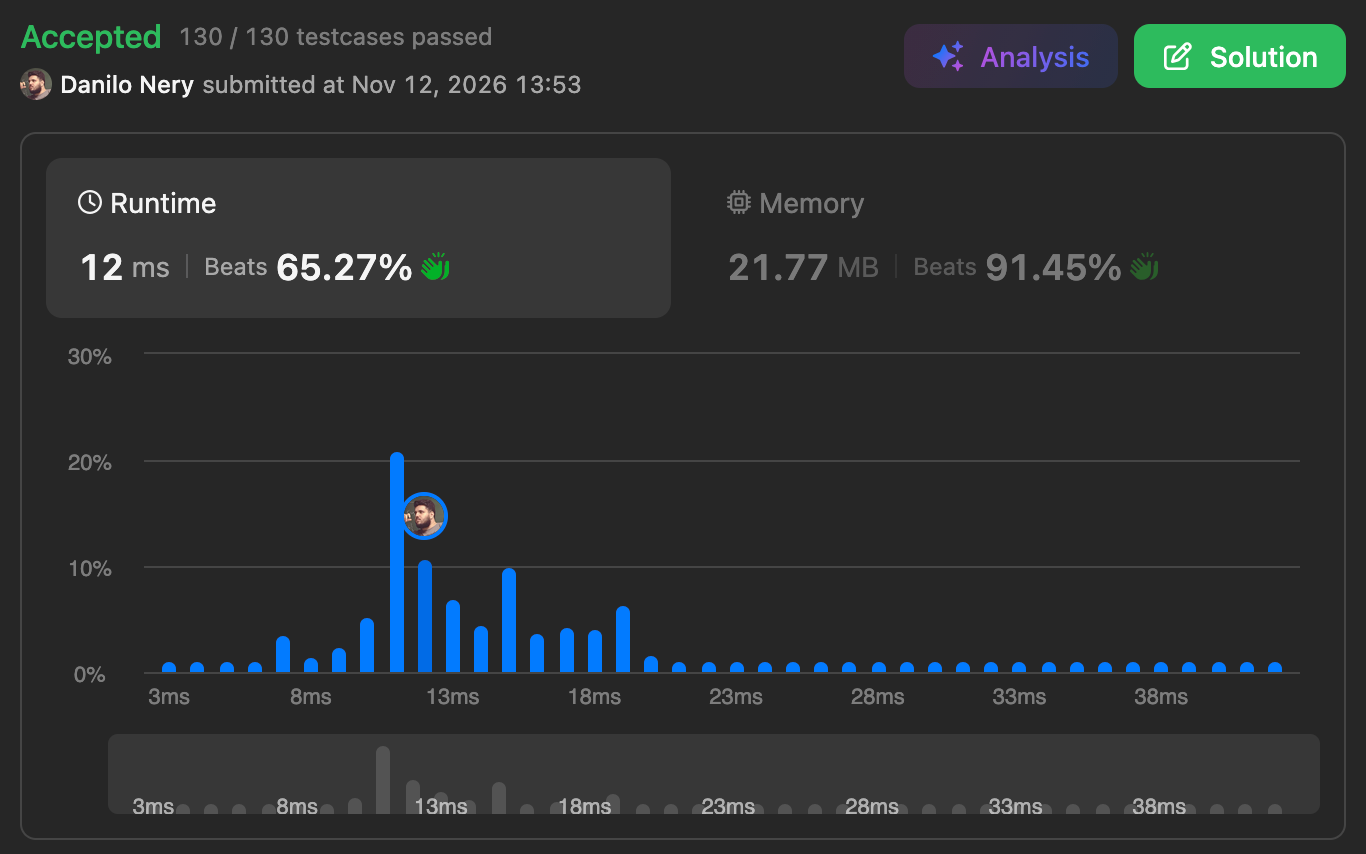 Accepted 130 / 130 testcases passed
Danilo Nery submitted at Nov 12, 2026 13:53
Analysis
Solution
Runtime
12 ms | Beats 65.27%
Memory
21.77 MB | Beats 91.45%
30%
20%
10%
0%
3ms 8ms 13ms 18ms 23ms 28ms 33ms 38ms
3ms 8ms 13ms 18ms 23ms 28ms 33ms 38ms